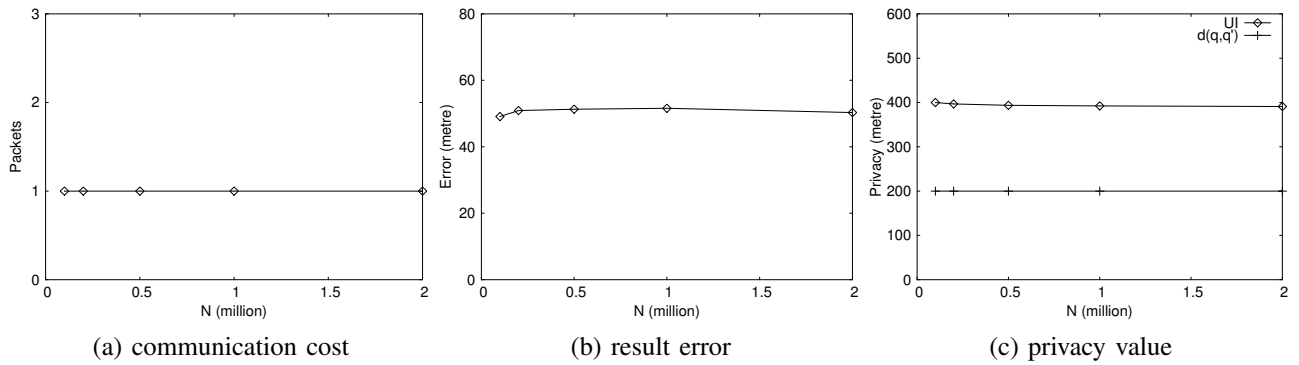 3
2
1
0
Packets
0 0.5 1 1.5 2
N (million)
(a) communication cost
80
60
40
20
0
Error (metre)
0 0.5 1 1.5 2
N (million)
(b) result error
600
500
400
300
200
100
0
Privacy (metre)
UI
d(q,q')
0 0.5 1 1.5 2
N (million)
(c) privacy value